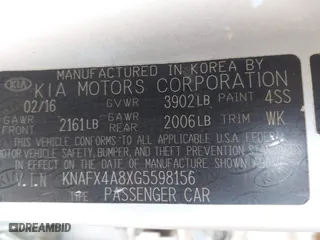 KIA
MANUFACTURED IN KOREA BY
KIA MOTORS CORPORATION
02/16 GVWR 3902LB PAINT 4SS
GAWR FRONT 2161LB GAWR REAR 2006LB TRIM WK
THIS VEHICLE CONFORMS TO ALL APPLICABLE U.S. FEDERAL MOTOR
VEHICLE SAFETY, BUMPER, AND THEFT PREVENTION STANDARDS IN
EFFECT ON THE DATE OF MANUFACTURE SHOWN ABOVE.
V.I.N KNAFX4A8XG5598156
TYPE: PASSENGER CAR
DREAMBID